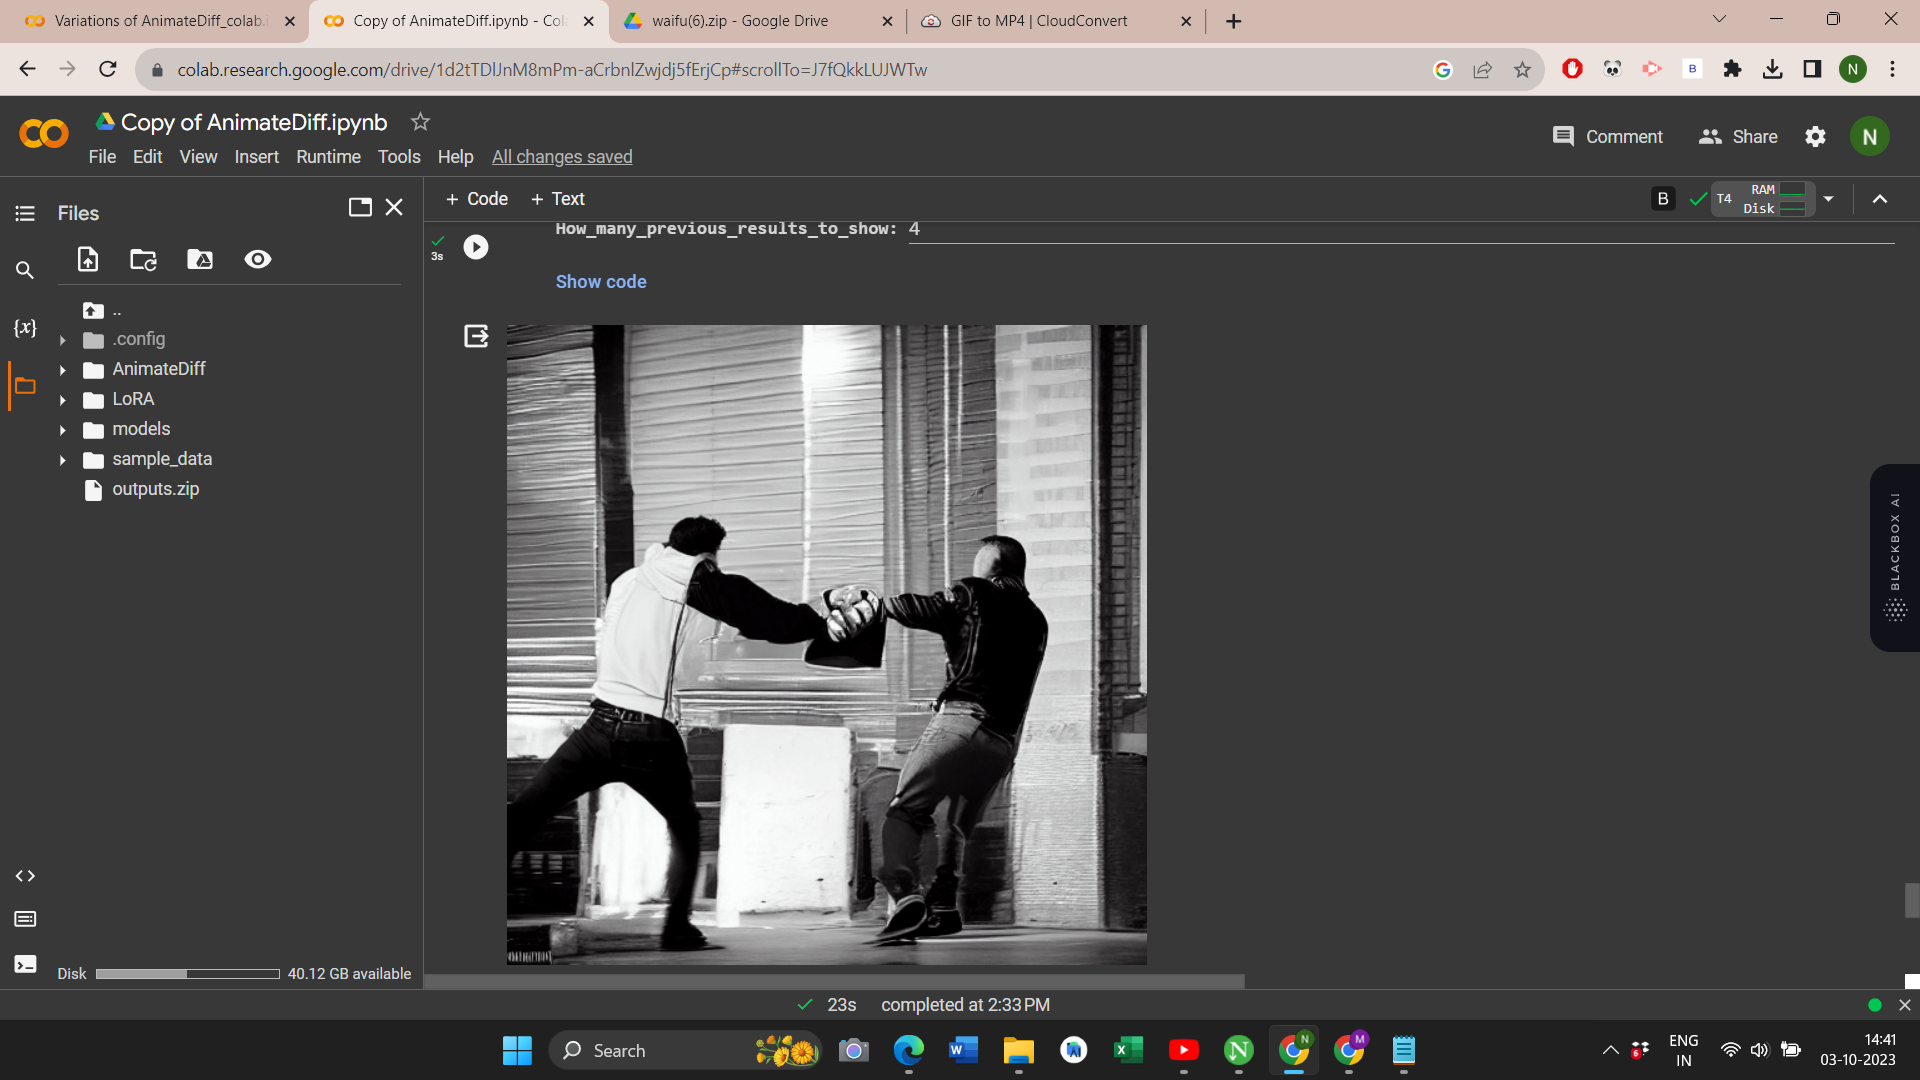 Variations of AnimateDiff_colab.i
Copy of AnimateDiff.ipynb - Col
waifu(6).zip - Google Drive
GIF to MP4 | CloudConvert
colab.research.google.com/drive/1d2tTDlJnM8mPm-aCrbnlZwjdj5fErjCp#scrollTo=J7fQkkLUJWTw
B
N
CO
Copy of AnimateDiff.ipynb
File Edit View Insert Runtime Tools Help All changes saved
Comment
Share
N
Files
+ Code + Text
B
T4
RAM
Disk
How_many_previous_results_to_show: 4
3s
Show code
{x}
..
.config
AnimateDiff
LoRA
models
sample_data
outputs.zip
BLACKBOX AI
Disk 40.12 GB available
23s completed at 2:33 PM
Search
W
AI
X
N
N
M
6
ENG
IN
14:41
03-10-2023